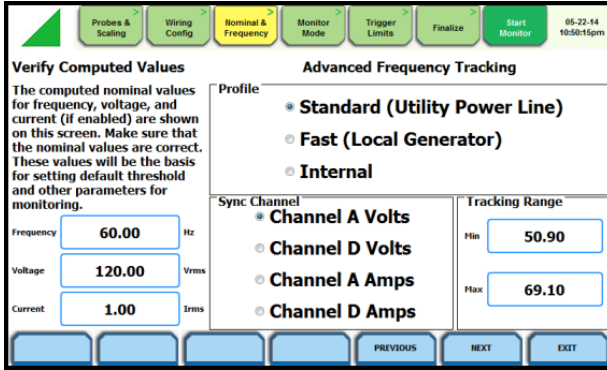 Probes &
Scaling
Wiring
Config
Nominal &
Frequency
Monitor
Mode
Trigger
Limits
Finalize
Start
Monitor
05-22-14
10:50:15pm
Verify Computed Values
The computed nominal values
for frequency, voltage, and
current (if enabled) are shown
on this screen. Make sure that
the nominal values are correct.
These values will be the basis
for setting default threshold
and other parameters for
monitoring.
Frequency 60.00 Hz
Voltage 120.00 Vrms
Current 1.00 Irms
Advanced Frequency Tracking
Profile
Standard (Utility Power Line)
Fast (Local Generator)
Internal
Sync Channel
Channel A Volts
Channel D Volts
Channel A Amps
Channel D Amps
Tracking Range
Min 50.90
Max 69.10
PREVIOUS
NEXT
EXIT